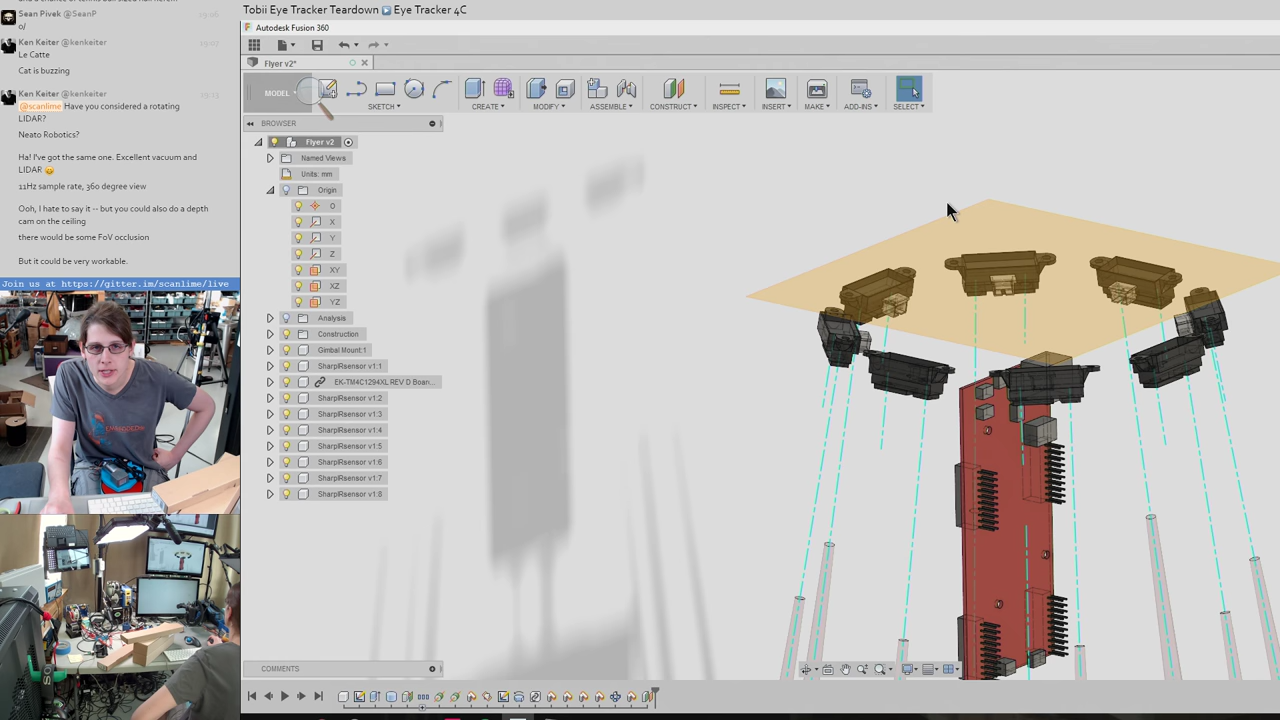 Tobii Eye Tracker Teardown ▶ Eye Tracker 4C
Sean Pivek @SeanP 19:06
o/
Ken Keiter @kenkeiter 19:07
Le Catte
Cat is buzzing
Ken Keiter @kenkeiter 19:13
@scanlime Have you considered a rotating
LIDAR?
Neato Robotics?
Ha! I've got the same one. Excellent vacuum and
LIDAR 😄
11Hz sample rate, 360 degree view
Ooh, I hate to say it -- but you could also do a depth
cam on the ceiling
there would be some FoV occlusion
But it could be very workable.
Join us at https://gitter.im/scanlime/live
Autodesk Fusion 360
Flyer v2*
MODEL
SKETCH
CREATE
MODIFY
ASSEMBLE
CONSTRUCT
INSPECT
INSERT
MAKE
ADD-INS
SELECT
BROWSER
Flyer v2
Named Views
Units: mm
Origin
O
X
Y
Z
XY
XZ
YZ
Analysis
Construction
Gimbal Mount:1
SharpIRsensor v1:1
EK-TM4C1294XL REV D Boar...
SharpIRsensor v1:2
SharpIRsensor v1:3
SharpIRsensor v1:4
SharpIRsensor v1:5
SharpIRsensor v1:6
SharpIRsensor v1:7
SharpIRsensor v1:8
COMMENTS